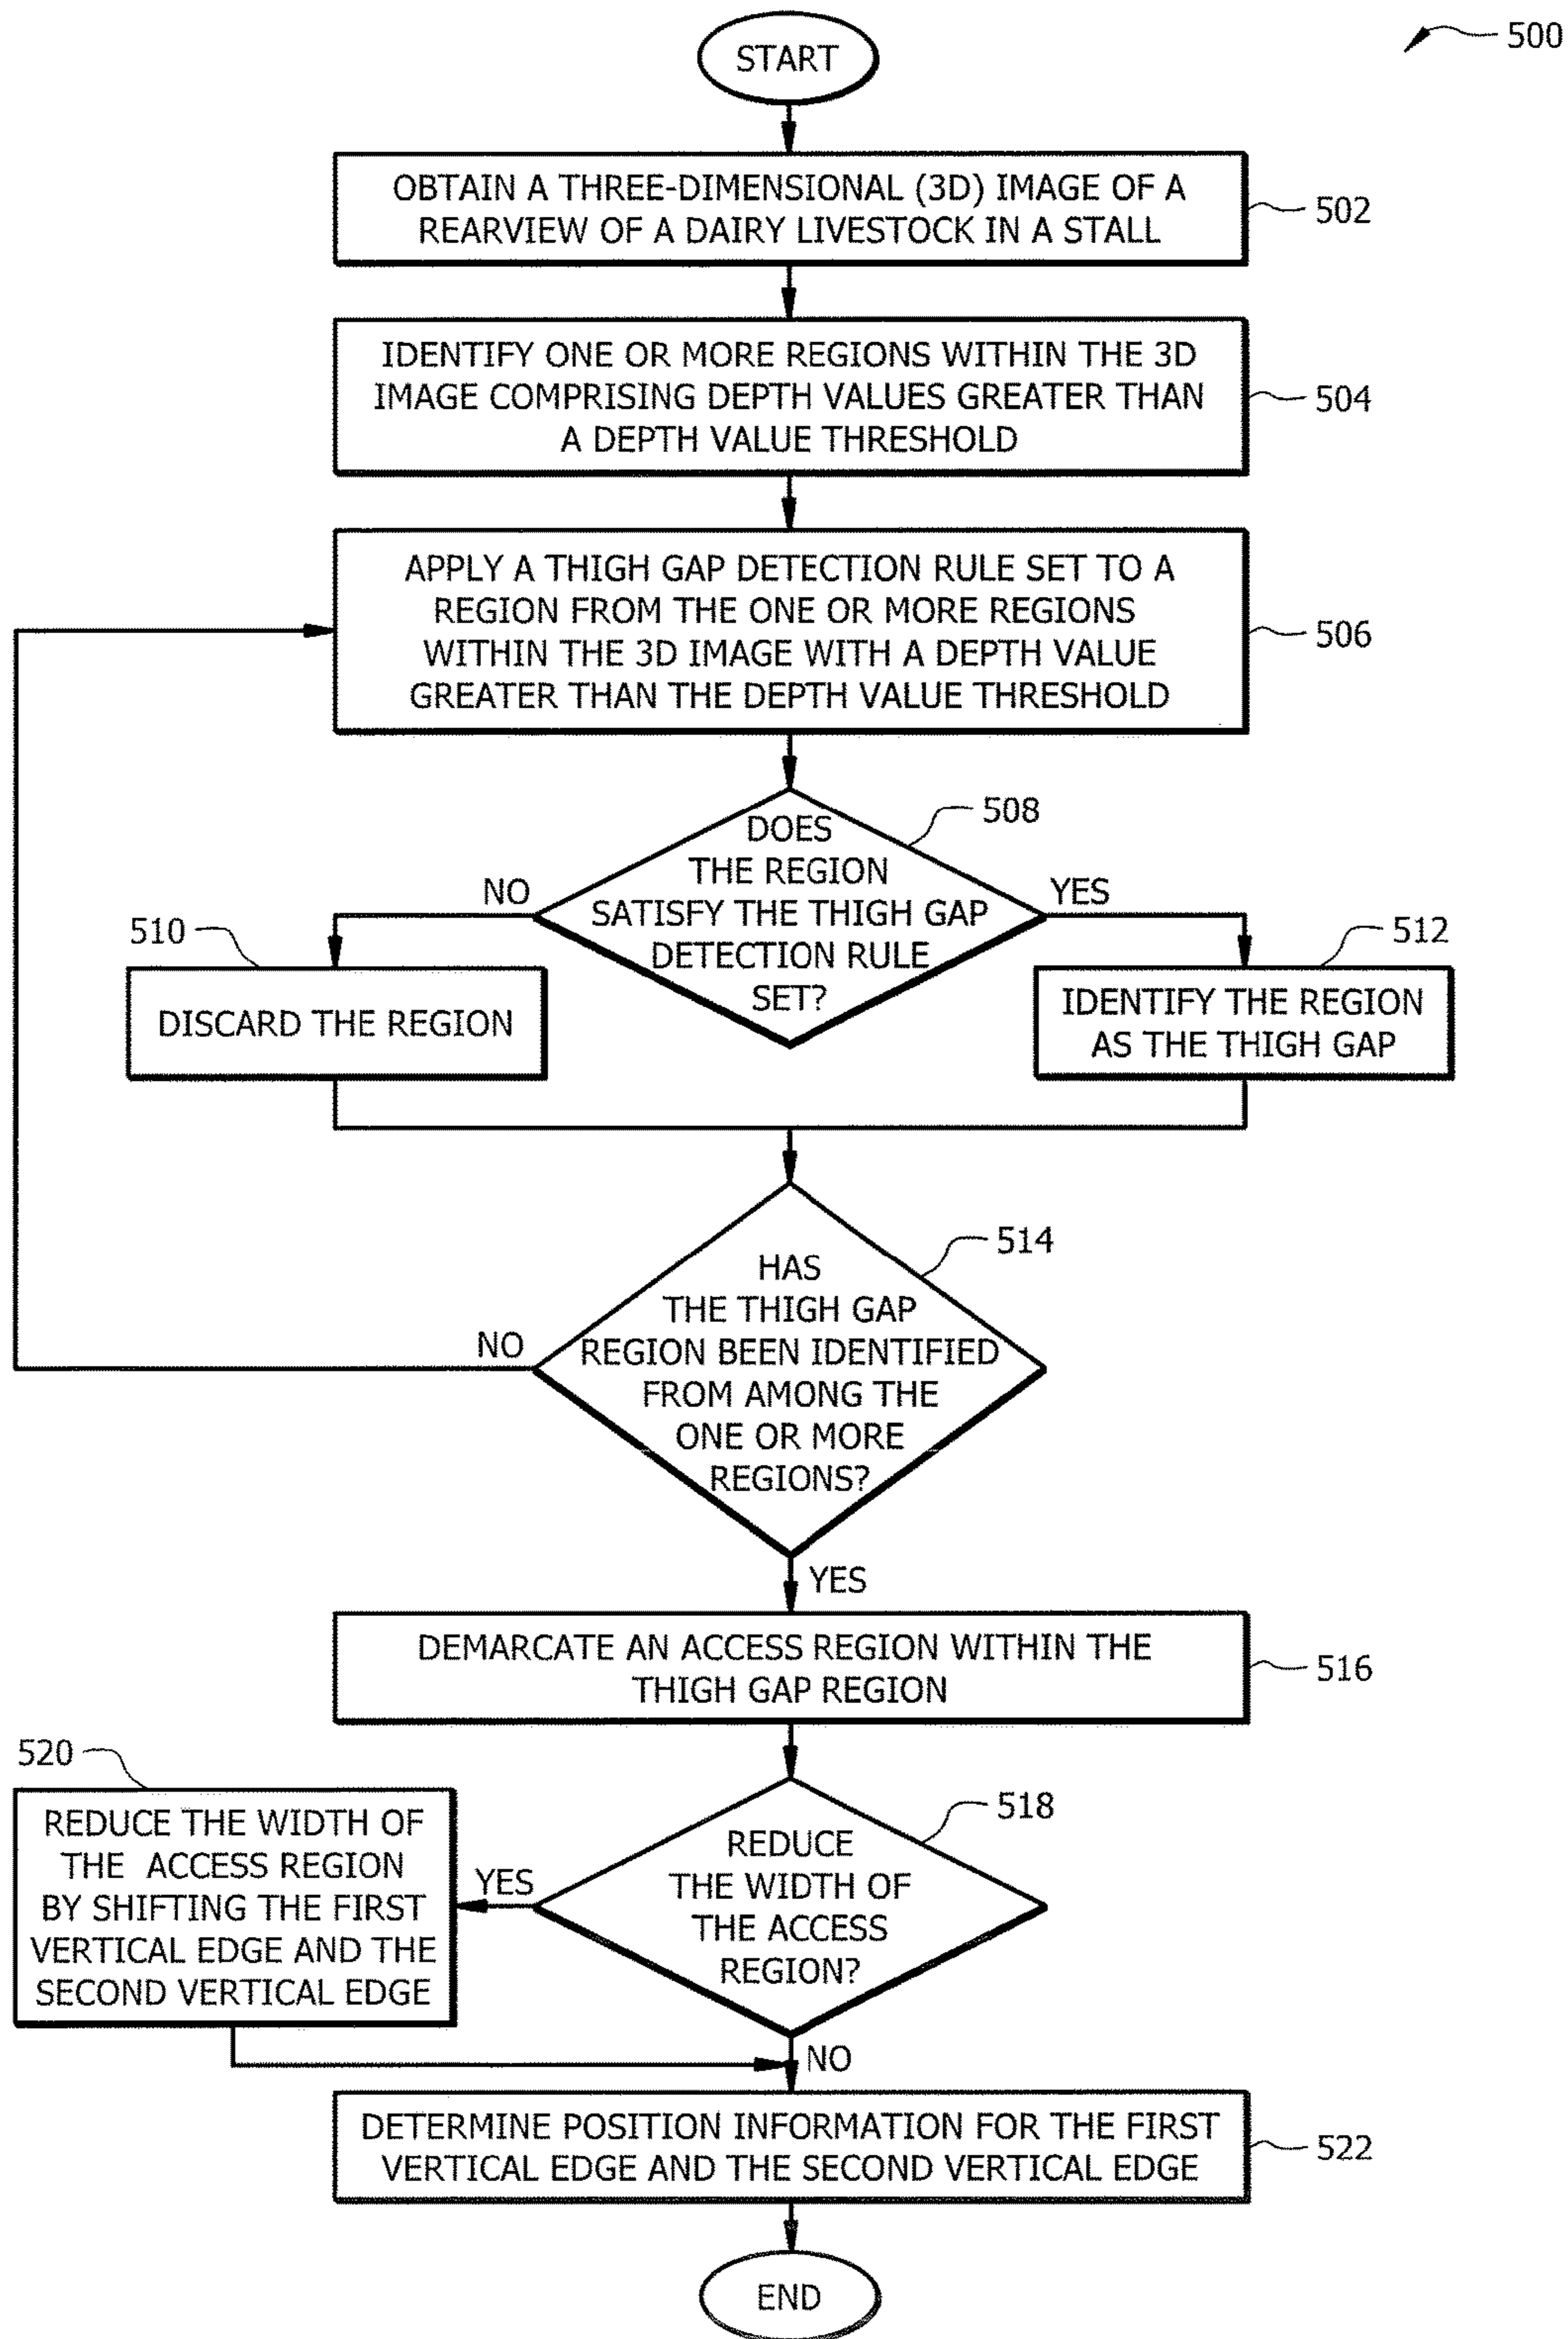 500
START
OBTAIN A THREE-DIMENSIONAL (3D) IMAGE OF A
REARVIEW OF A DAIRY LIVESTOCK IN A STALL
502
IDENTIFY ONE OR MORE REGIONS WITHIN THE 3D
IMAGE COMPRISING DEPTH VALUES GREATER THAN
A DEPTH VALUE THRESHOLD
504
APPLY A THIGH GAP DETECTION RULE SET TO A
REGION FROM THE ONE OR MORE REGIONS
WITHIN THE 3D IMAGE WITH A DEPTH VALUE
GREATER THAN THE DEPTH VALUE THRESHOLD
506
DOES
THE REGION
SATISFY THE THIGH GAP
DETECTION RULE
SET?
508
NO
YES
510
DISCARD THE REGION
512
IDENTIFY THE REGION
AS THE THIGH GAP
HAS
THE THIGH GAP
REGION BEEN IDENTIFIED
FROM AMONG THE
ONE OR MORE
REGIONS?
514
NO
YES
DEMARCATE AN ACCESS REGION WITHIN THE
THIGH GAP REGION
516
REDUCE
THE WIDTH OF
THE ACCESS
REGION?
518
YES
520
REDUCE THE WIDTH OF
THE ACCESS REGION
BY SHIFTING THE FIRST
VERTICAL EDGE AND THE
SECOND VERTICAL EDGE
NO
DETERMINE POSITION INFORMATION FOR THE FIRST
VERTICAL EDGE AND THE SECOND VERTICAL EDGE
522
END